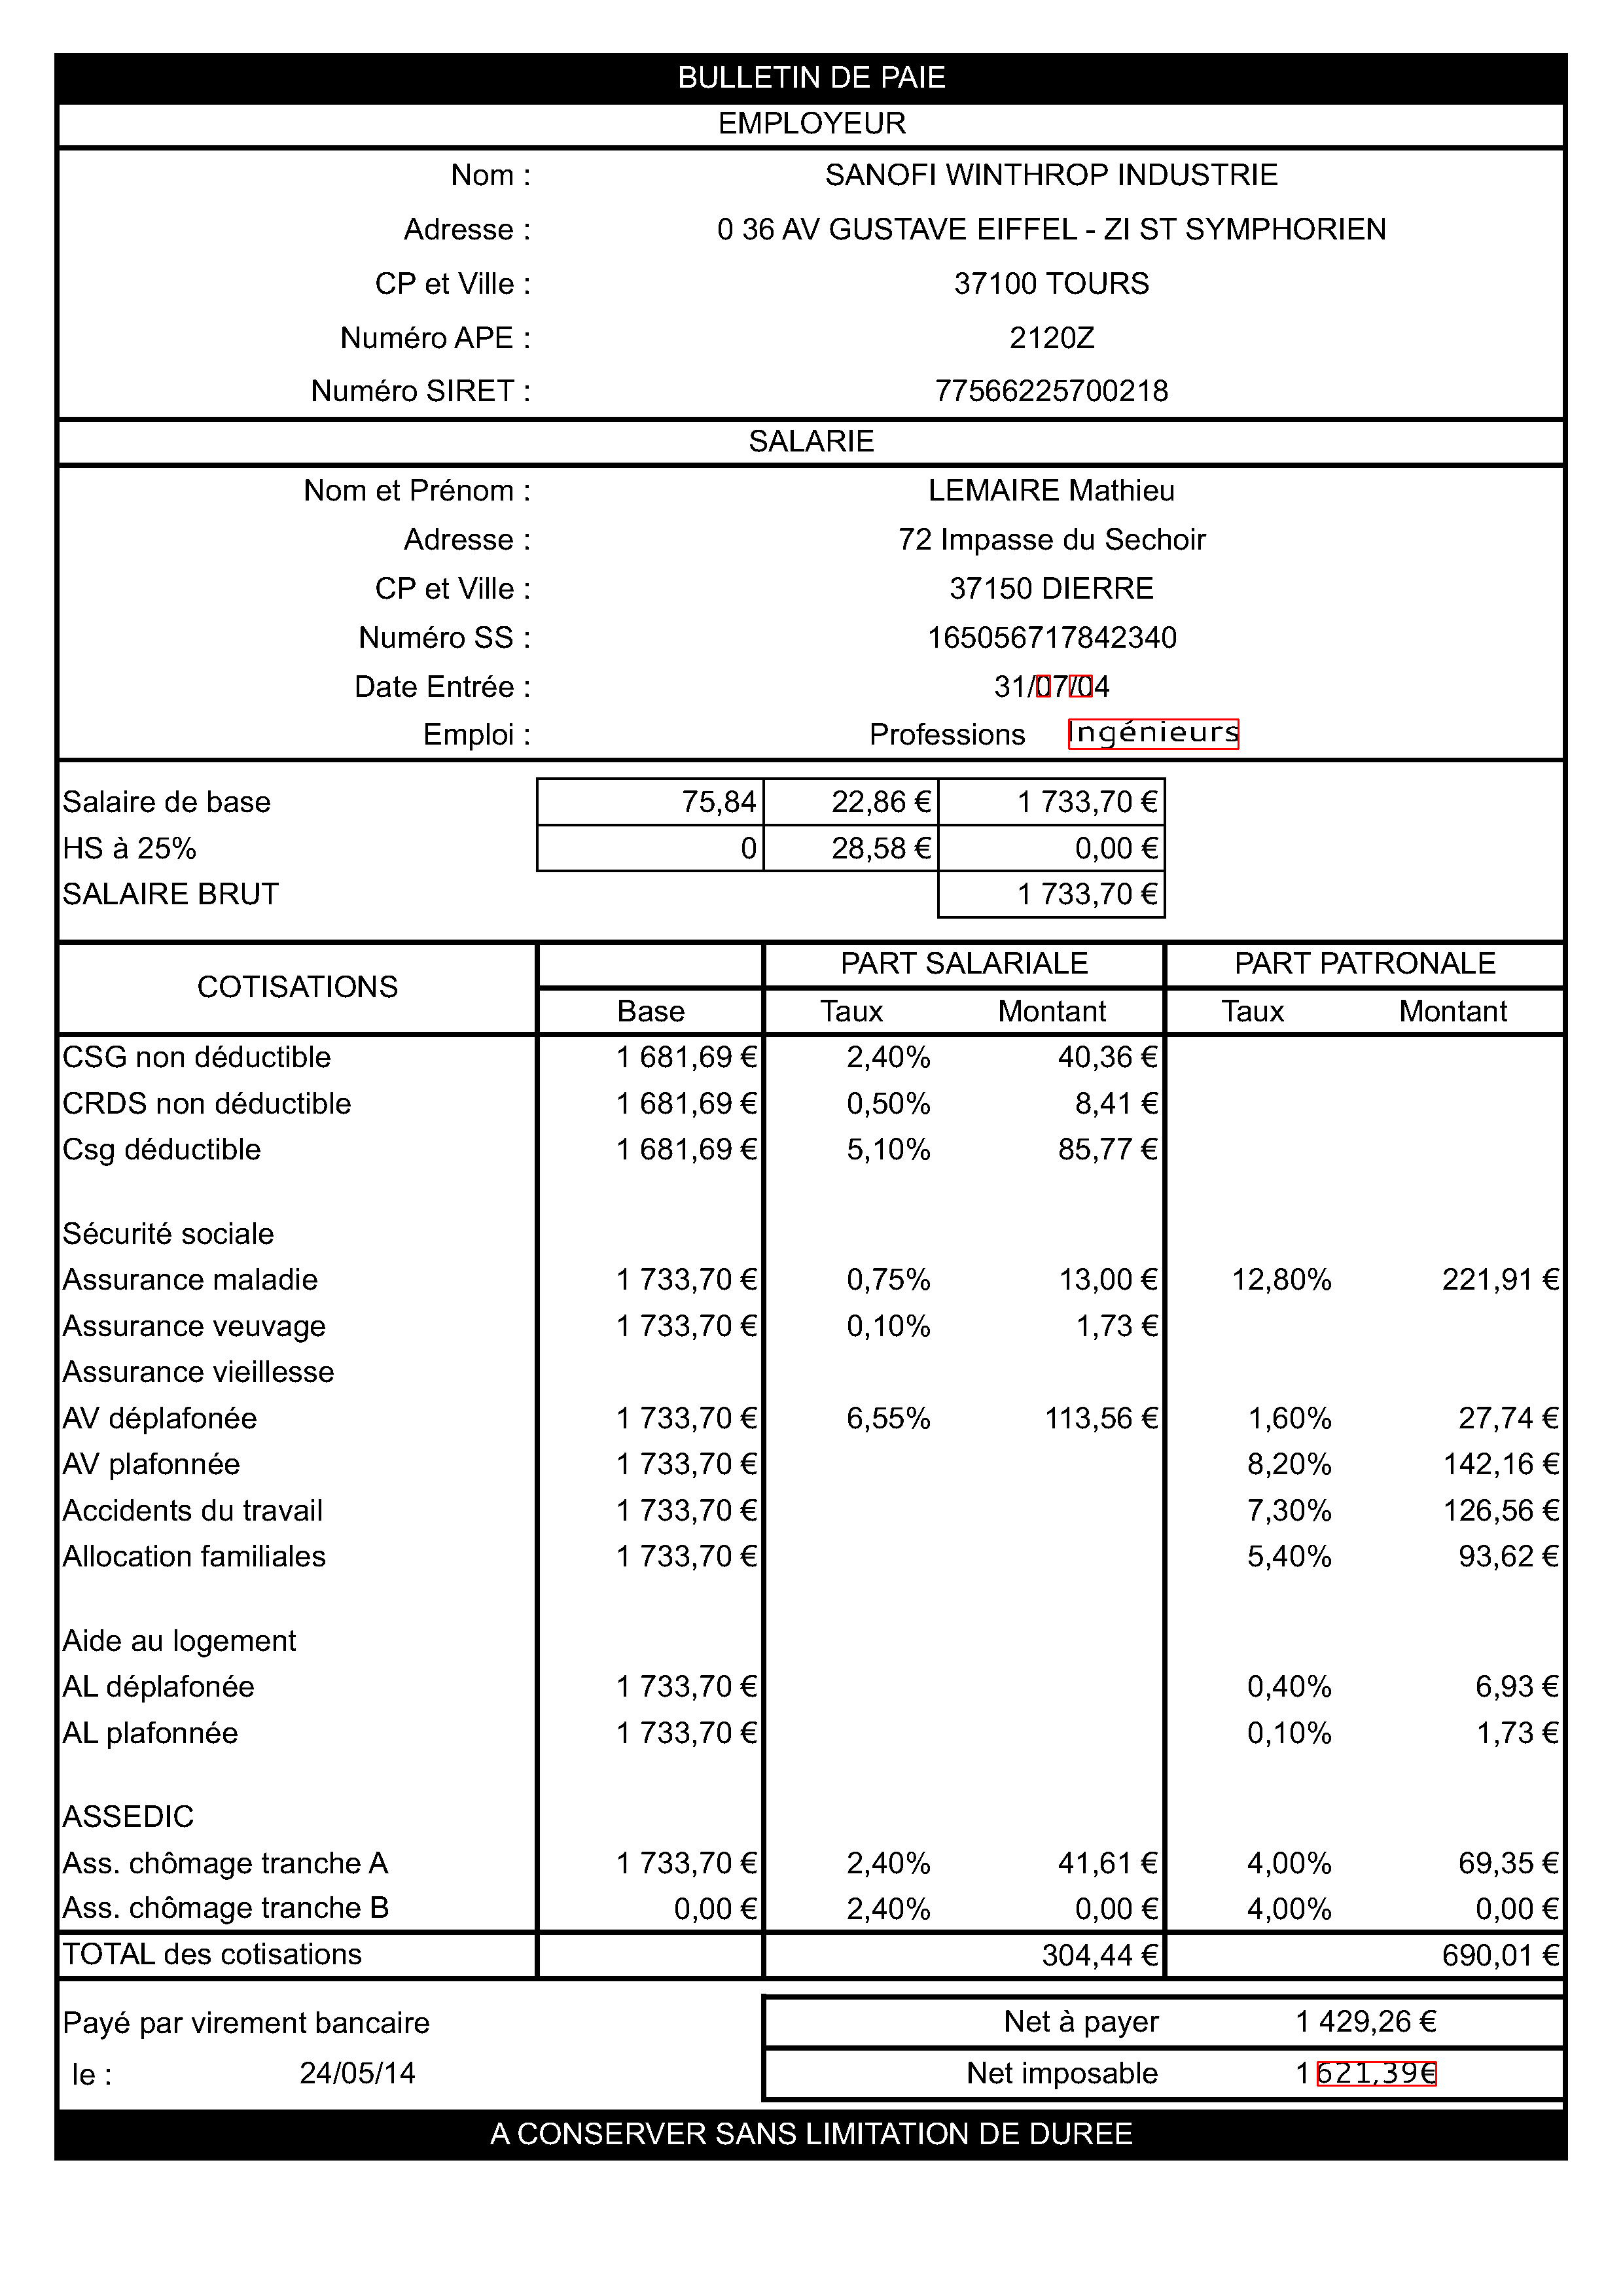 BULLETIN DE PAIE
EMPLOYEUR
Nom : SANOFI WINTHROP INDUSTRIE
Adresse : 0 36 AV GUSTAVE EIFFEL - ZI ST SYMPHORIEN
CP et Ville : 37100 TOURS
Numéro APE : 2120Z
Numéro SIRET : 77566225700218
SALARIE
Nom et Prénom : LEMAIRE Mathieu
Adresse : 72 Impasse du Sechoir
CP et Ville : 37150 DIERRE
Numéro SS : 165056717842340
Date Entrée : 31/07/04
Emploi : Professions Ingénieurs
Salaire de base 75,84 22,86 € 1 733,70 €
HS à 25% 0 28,58 € 0,00 €
SALAIRE BRUT 1 733,70 €
PART SALARIALE PART PATRONALE
COTISATIONS
Base Taux Montant Taux Montant
CSG non déductible 1 681,69 € 2,40% 40,36 €
CRDS non déductible 1 681,69 € 0,50% 8,41 €
Csg déductible 1 681,69 € 5,10% 85,77 €
Sécurité sociale
Assurance maladie 1 733,70 € 0,75% 13,00 € 12,80% 221,91 €
Assurance veuvage 1 733,70 € 0,10% 1,73 €
Assurance vieillesse
AV déplafonée 1 733,70 € 6,55% 113,56 € 1,60% 27,74 €
AV plafonnée 1 733,70 € 8,20% 142,16 €
Accidents du travail 1 733,70 € 7,30% 126,56 €
Allocation familiales 1 733,70 € 5,40% 93,62 €
Aide au logement
AL déplafonée 1 733,70 € 0,40% 6,93 €
AL plafonnée 1 733,70 € 0,10% 1,73 €
ASSEDIC
Ass. chômage tranche A 1 733,70 € 2,40% 41,61 € 4,00% 69,35 €
Ass. chômage tranche B 0,00 € 2,40% 0,00 € 4,00% 0,00 €
TOTAL des cotisations 304,44 € 690,01 €
Payé par virement bancaire Net à payer 1 429,26 €
le : 24/05/14 Net imposable 1 621,39€
A CONSERVER SANS LIMITATION DE DUREE